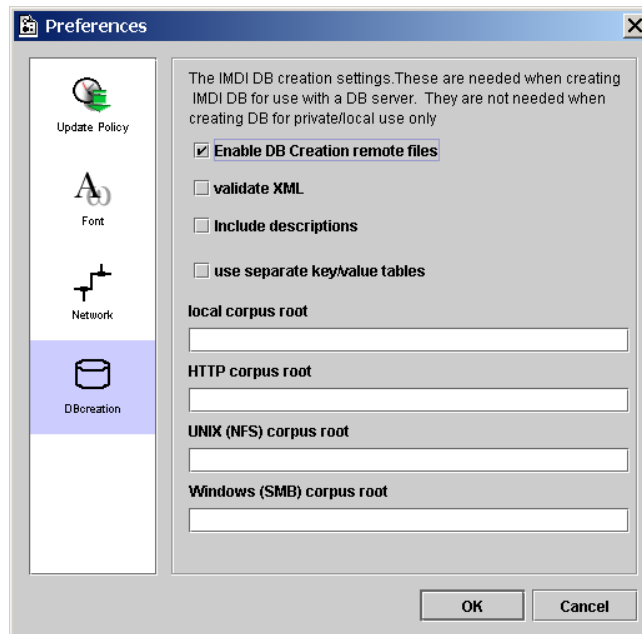 Preferences
Update Policy
Font
Network
DBcreation
The IMDI DB creation settings.These are needed when creating
IMDI DB for use with a DB server. They are not needed when
creating DB for private/local use only
Enable DB Creation remote files
validate XML
Include descriptions
use separate key/value tables
local corpus root
HTTP corpus root
UNIX (NFS) corpus root
Windows (SMB) corpus root
OK Cancel